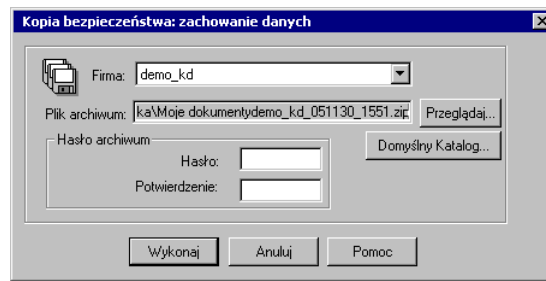 Kopia bezpieczeństwa: zachowanie danych
Firma: demo_kd
Plik archiwum: ka\Moje dokumentydemo_kd_051130_1551.zip Przeglądaj...
Hasło archiwum
Domyślny Katalog...
Hasło:
Potwierdzenie:
Wykonaj Anuluj Pomoc